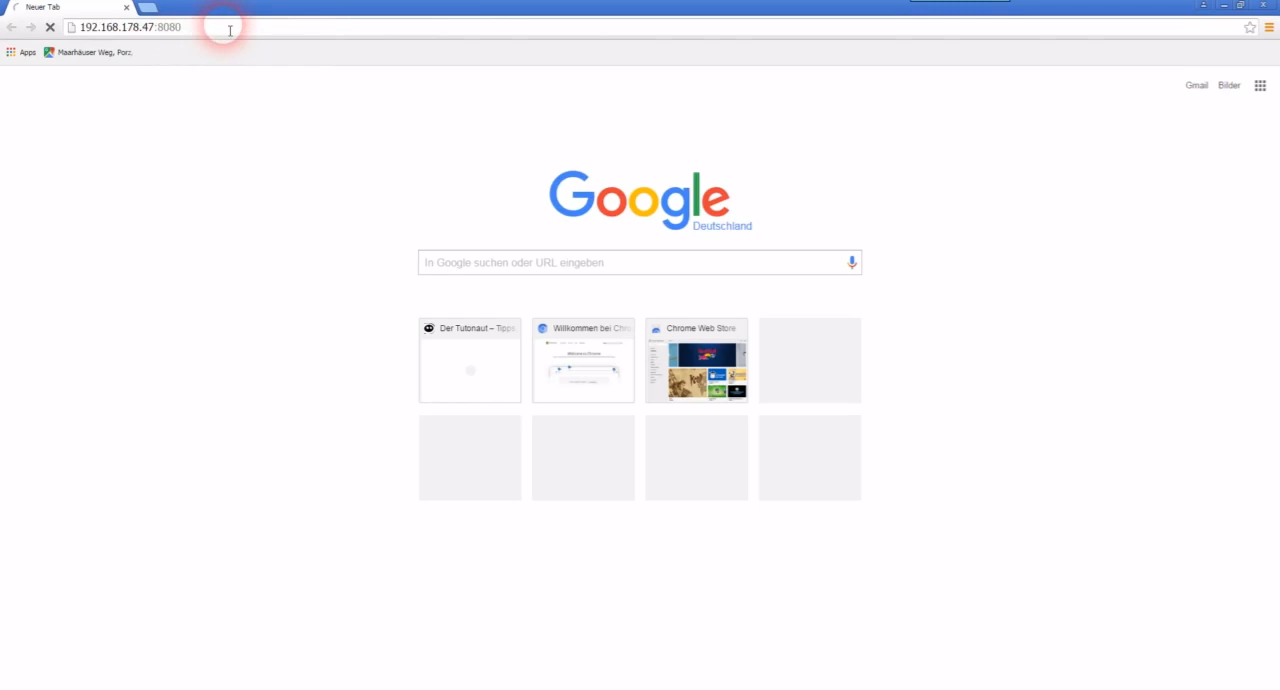 Neuer Tab
192.168.178.47:8080
Apps
Maarhäuser Weg, Porz,
Gmail
Bilder
Google
Deutschland
In Google suchen oder URL eingeben
Der Tutonaut – Tipps,
Willkommen bei Chro
Chrome Web Store